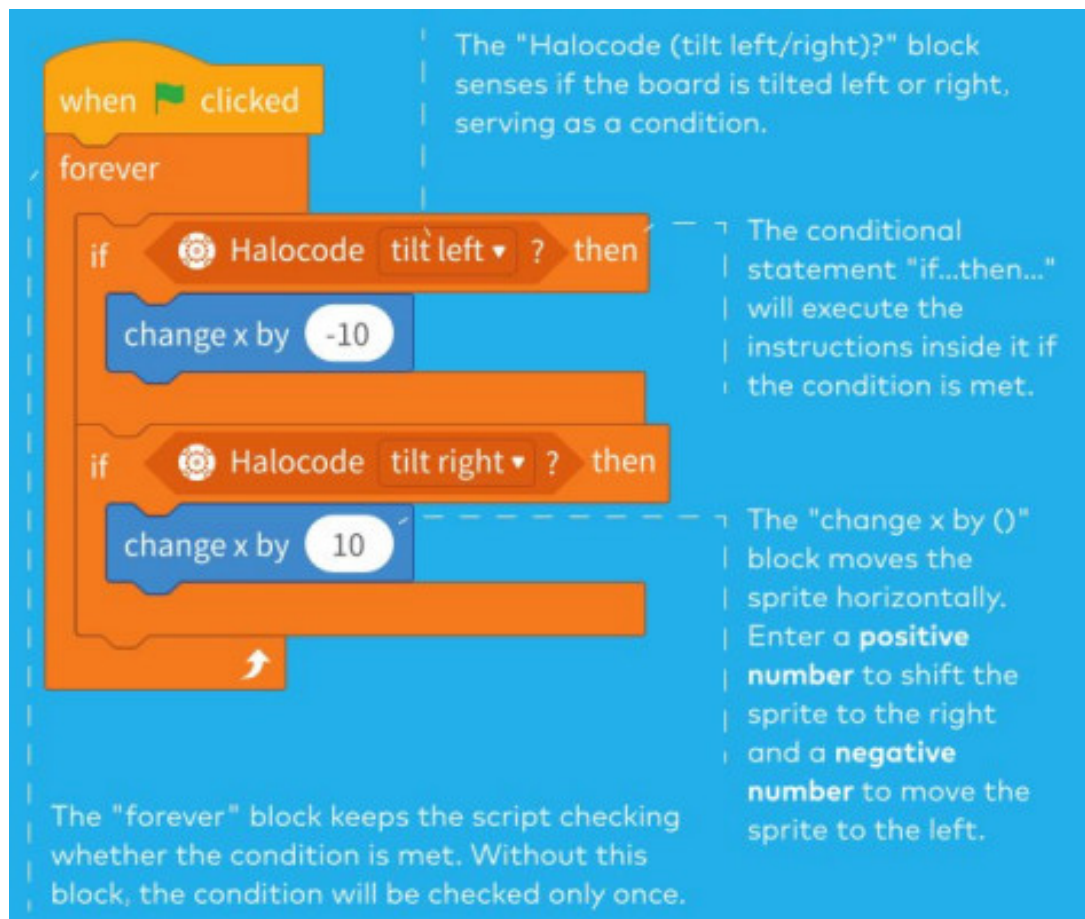 The "Halocode (tilt left/right)?" block
senses if the board is tilted left or right,
serving as a condition.
when clicked
forever
if Halocode tilt left ? then
change x by -10
The conditional
statement "if...then..."
will execute the
instructions inside it if
the condition is met.
if Halocode tilt right ? then
change x by 10
The "change x by ()"
block moves the
sprite horizontally.
Enter a positive
number to shift the
sprite to the right
and a negative
number to move the
sprite to the left.
The "forever" block keeps the script checking
whether the condition is met. Without this
block, the condition will be checked only once.